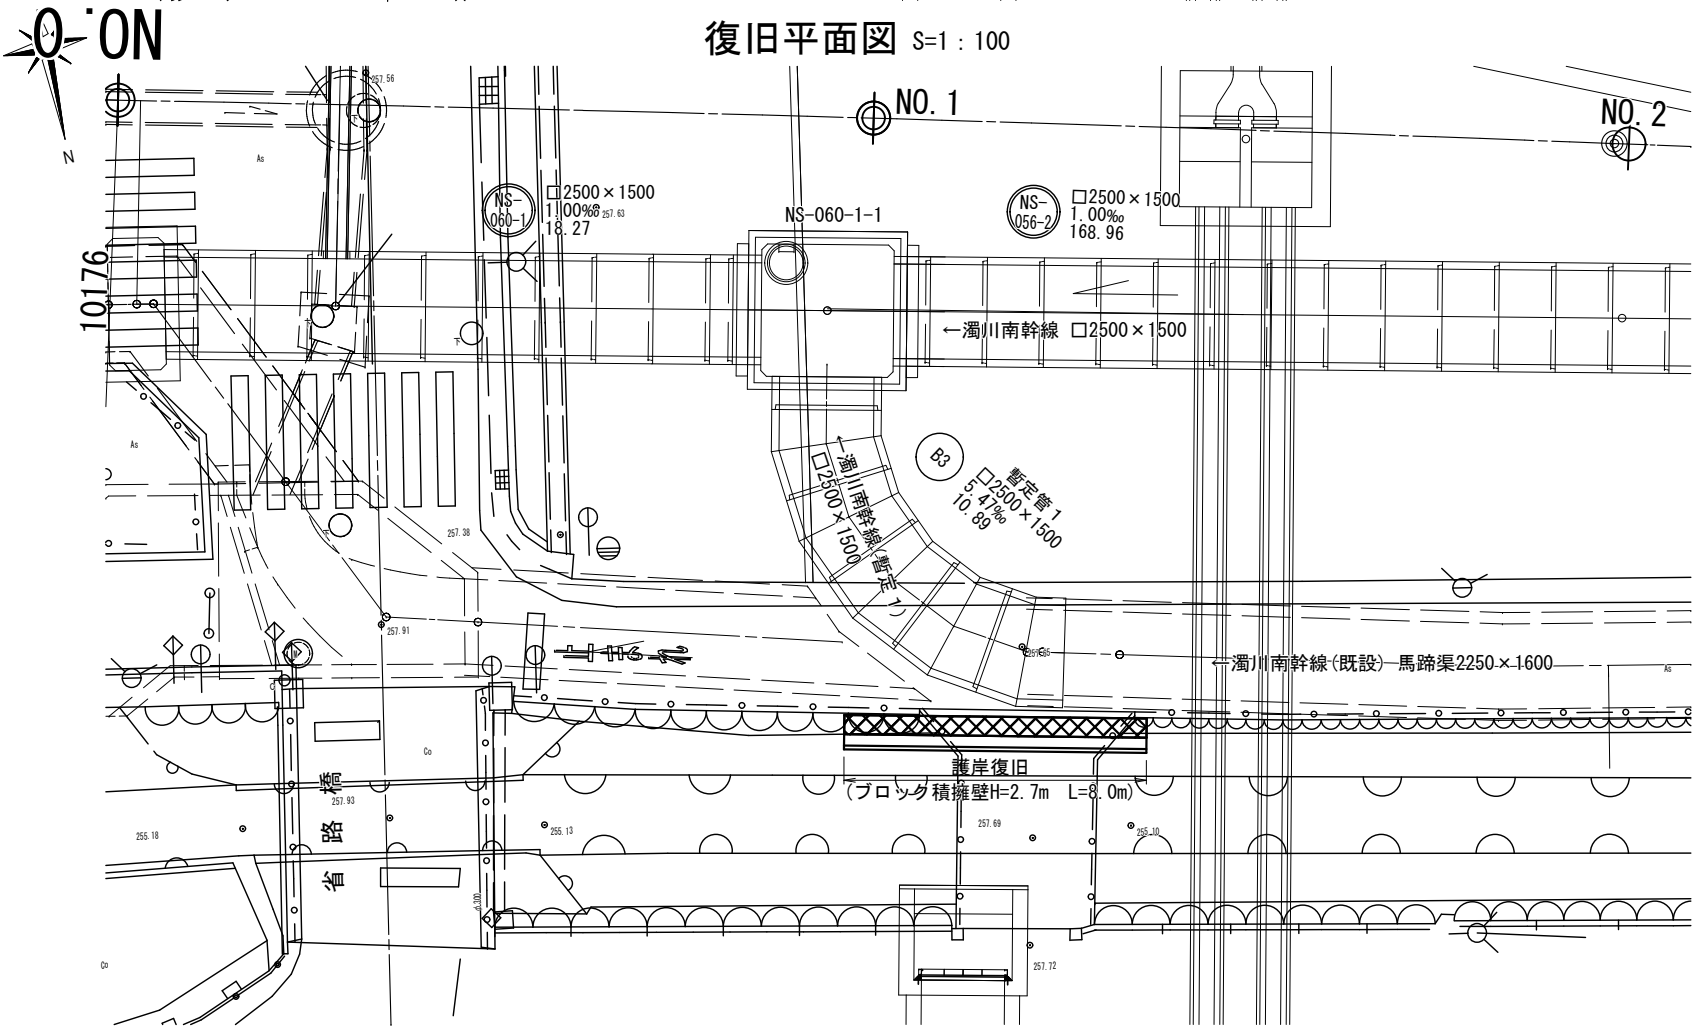 復旧平面図 S=1 : 100
NO.0
NO.1
NO.2
N
257.56
As
NS-
060-1
□2500×1500
1.00‰
18.27
257.63
NS-060-1-1
NS-
056-2
□2500×1500
1.00‰
168.96
101176
←濁川南幹線 □2500×1500
下
As
B3
暫定管1
□2500×1500
5.47‰
10.89
←濁川南幹線(暫定1)
□2500×1500
257.38
257.91
←濁川南幹線(既設) 馬蹄渠2250×1600
As
Co
橋
路
省
257.93
護岸復旧
(ブロック積擁壁H=2.7m L=8.0m)
255.18
255.13
257.69
255.10
φ300
257.72
Co